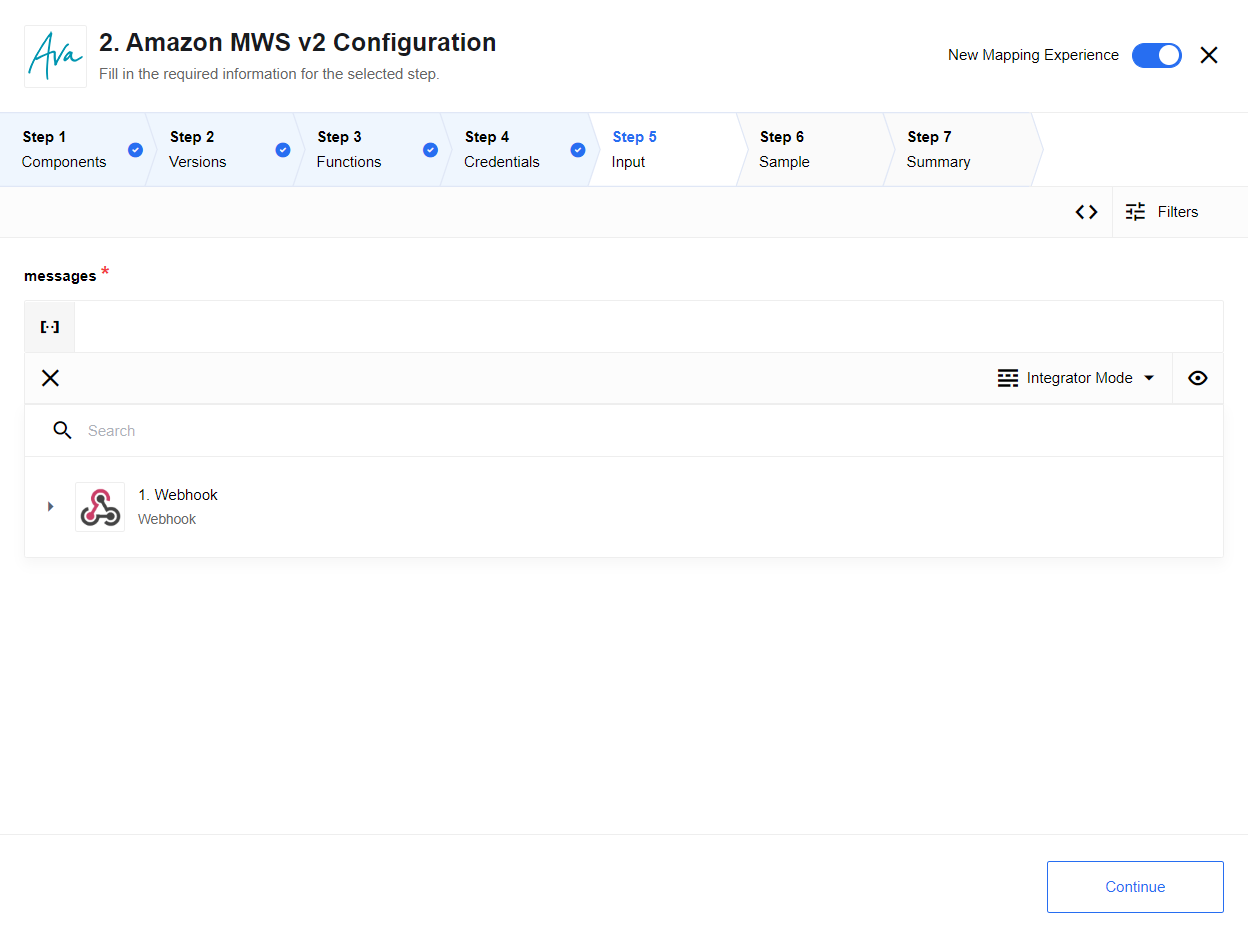 Ava
2. Amazon MWS v2 Configuration
Fill in the required information for the selected step.
New Mapping Experience
Step 1
Components
Step 2
Versions
Step 3
Functions
Step 4
Credentials
Step 5
Input
Step 6
Sample
Step 7
Summary
Filters
messages *
Integrator Mode
Search
1. Webhook
Webhook
Continue